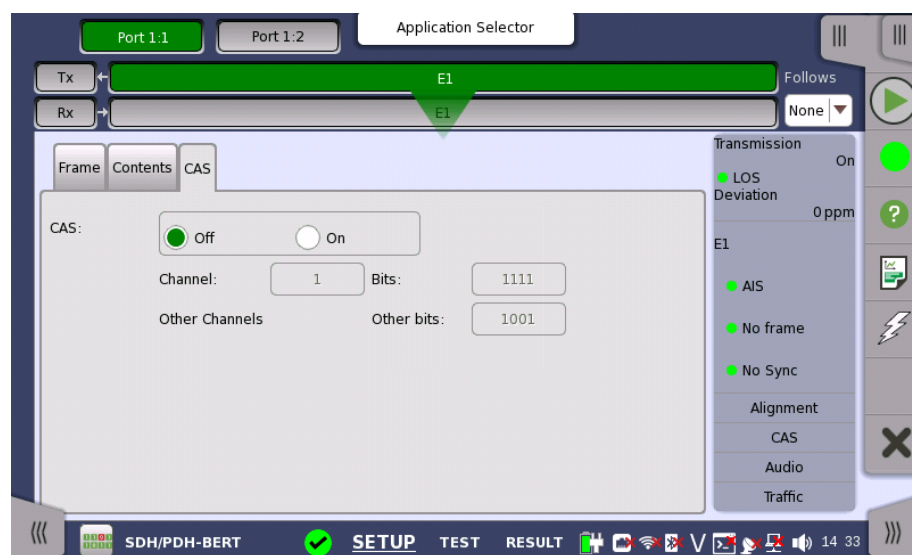 Port 1:1
Port 1:2
Application Selector
Tx
E1
Follows
Rx
E1
None
Frame
Contents
CAS
CAS:
Off
On
Channel:
1
Bits:
1111
Other Channels
Other bits:
1001
Transmission
On
LOS
Deviation
0 ppm
E1
AIS
No frame
No Sync
Alignment
CAS
Audio
Traffic
SDH/PDH-BERT
SETUP
TEST
RESULT
V
14 33